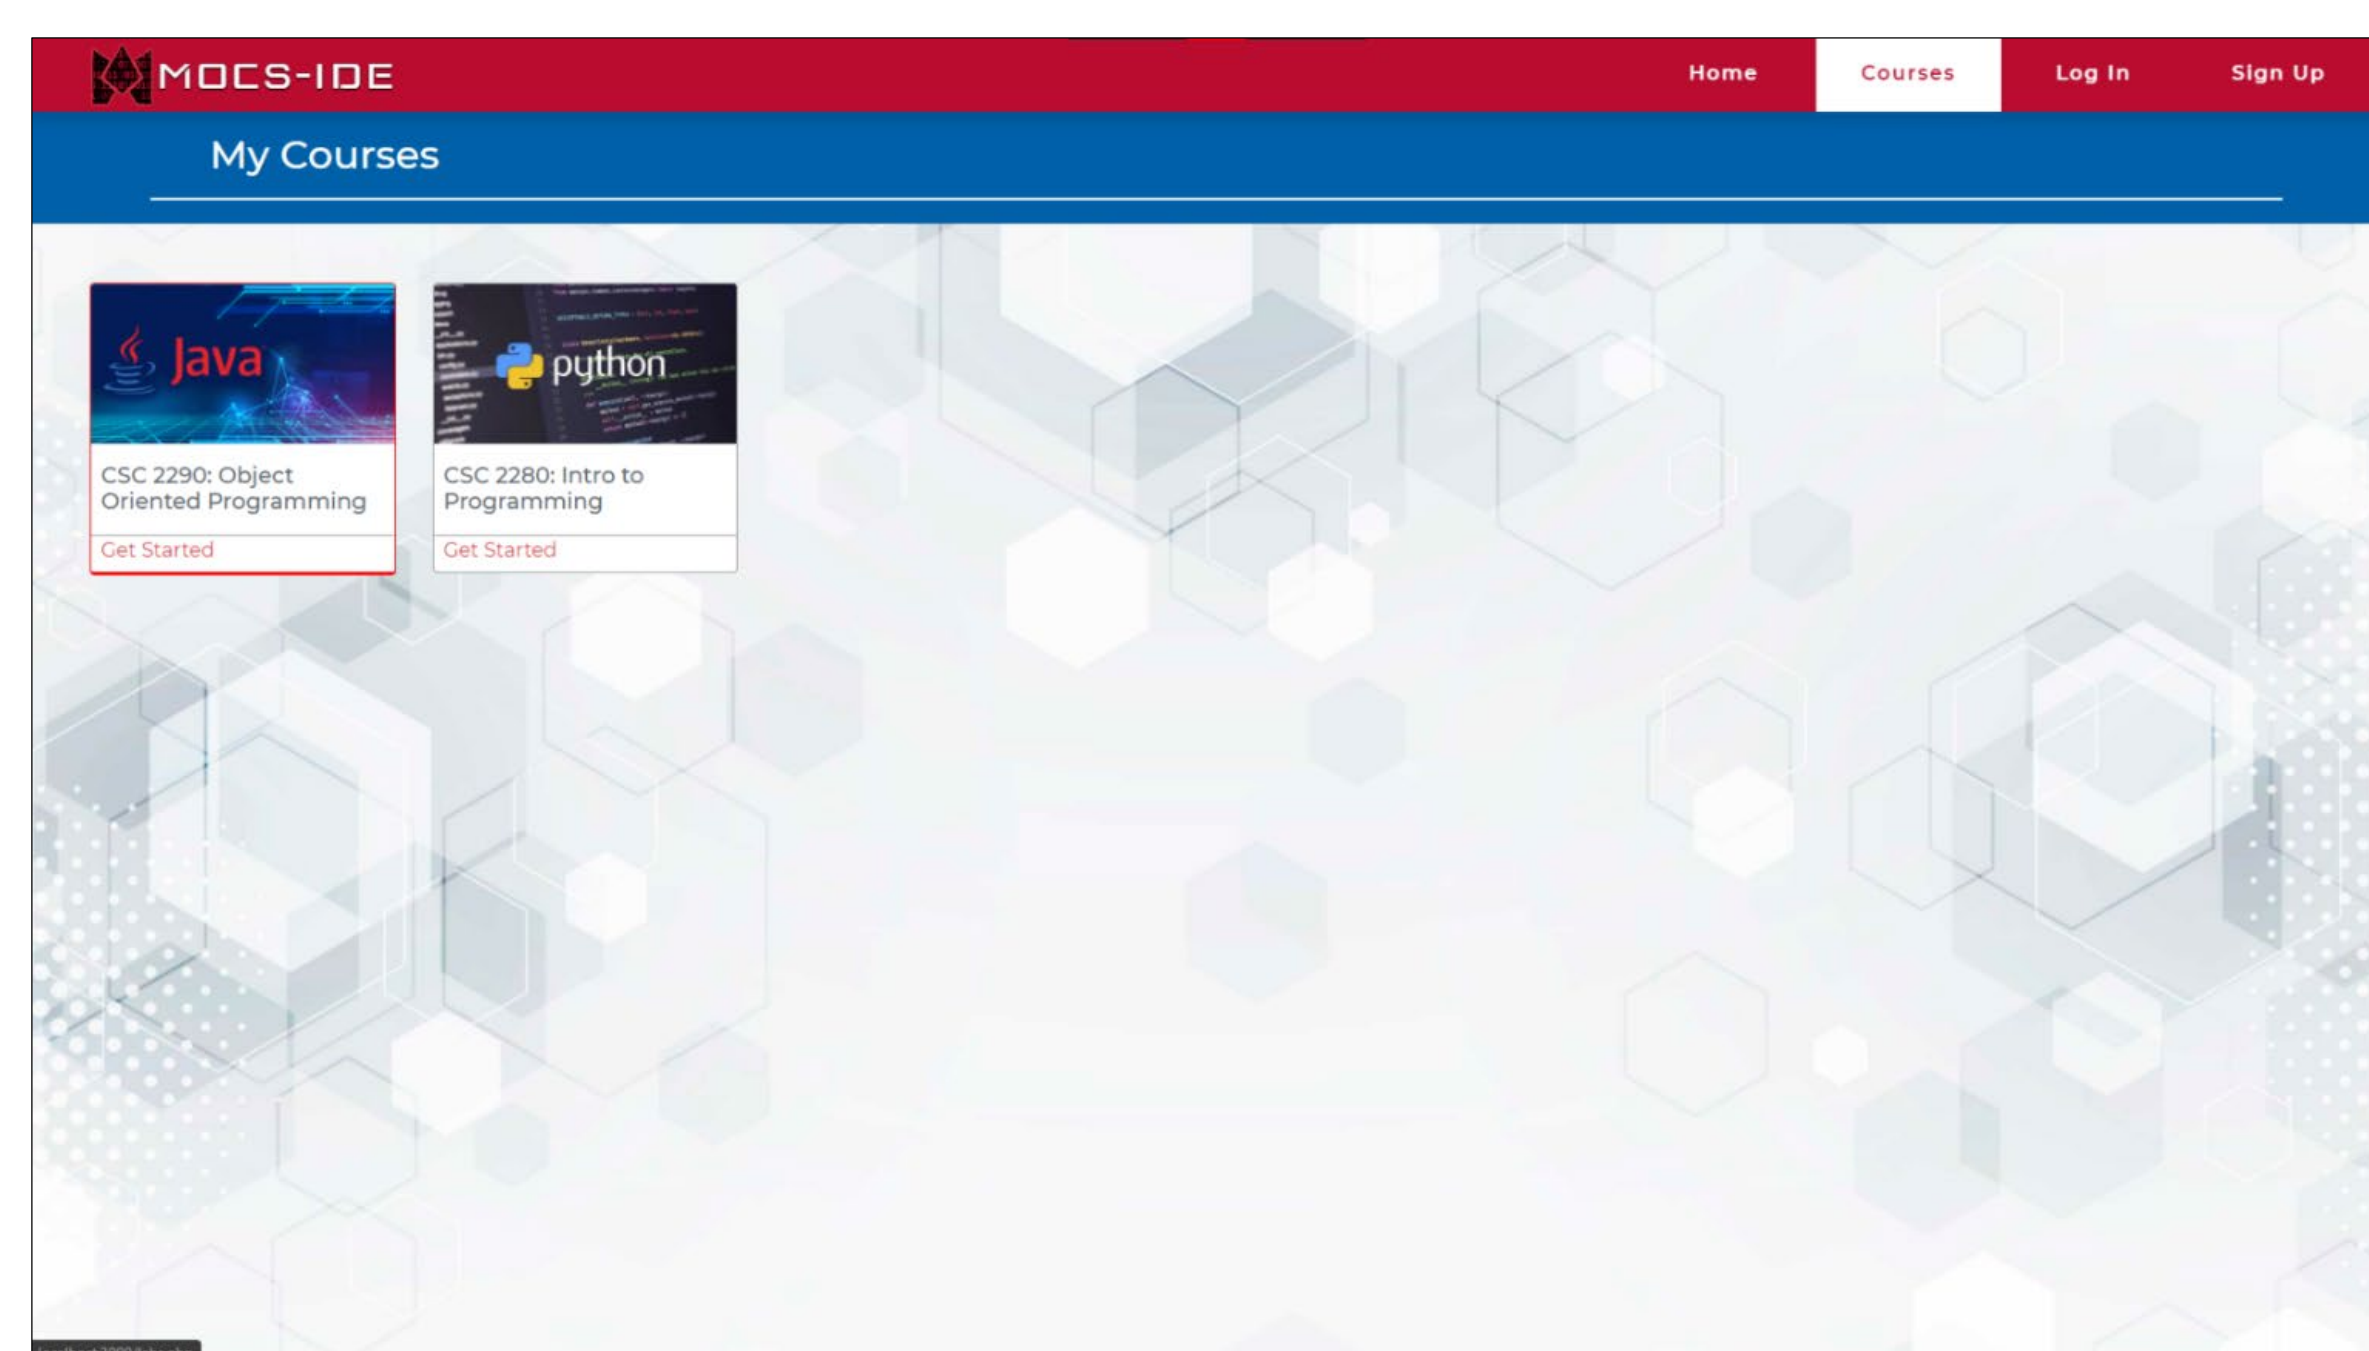 MOCS-IDE
Home
Courses
Log In
Sign Up
My Courses
Java
python
CSC 2290: Object
Oriented Programming
Get Started
CSC 2280: Intro to
Programming
Get Started